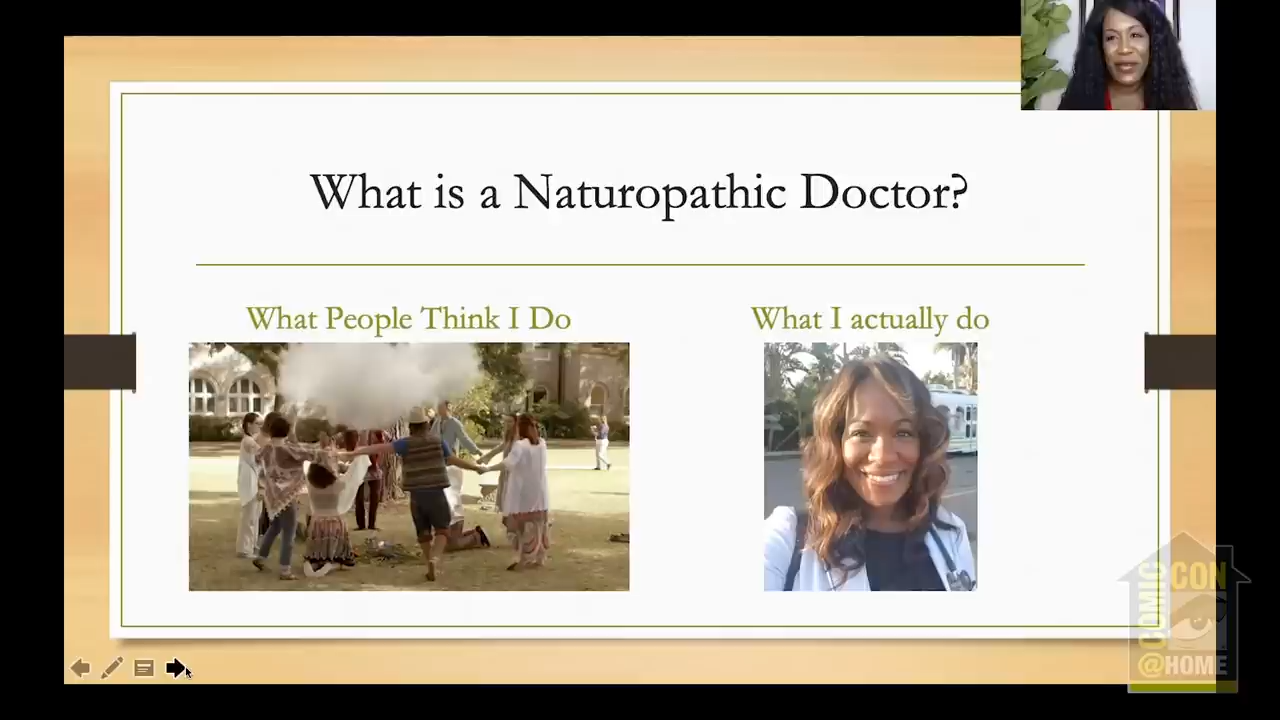 What is a Naturopathic Doctor?
What People Think I Do
What I actually do
COMIC
CON
@HOME